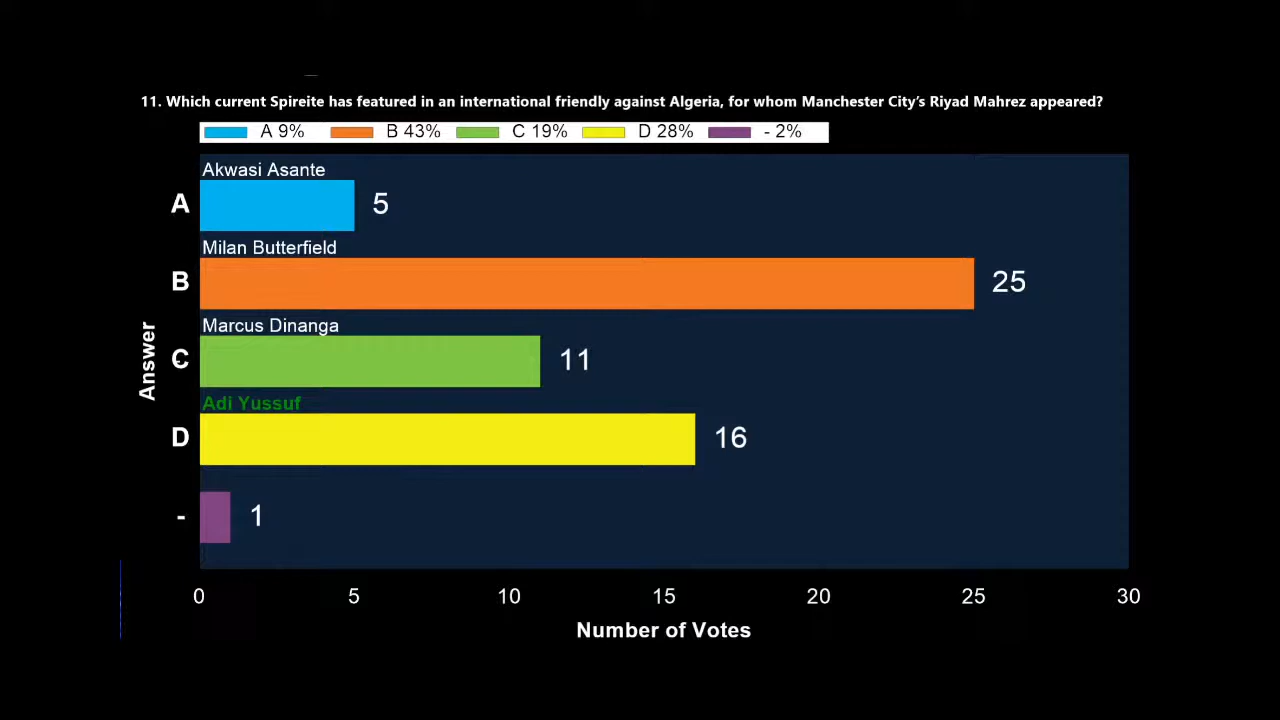 11. Which current Spireite has featured in an international friendly against Algeria, for whom Manchester City’s Riyad Mahrez appeared?
A 9% B 43% C 19% D 28% - 2%
Akwasi Asante
A 5
Milan Butterfield
B 25
Marcus Dinanga
C 11
Adi Yussuf
D 16
- 1
Answer
0 5 10 15 20 25 30
Number of Votes